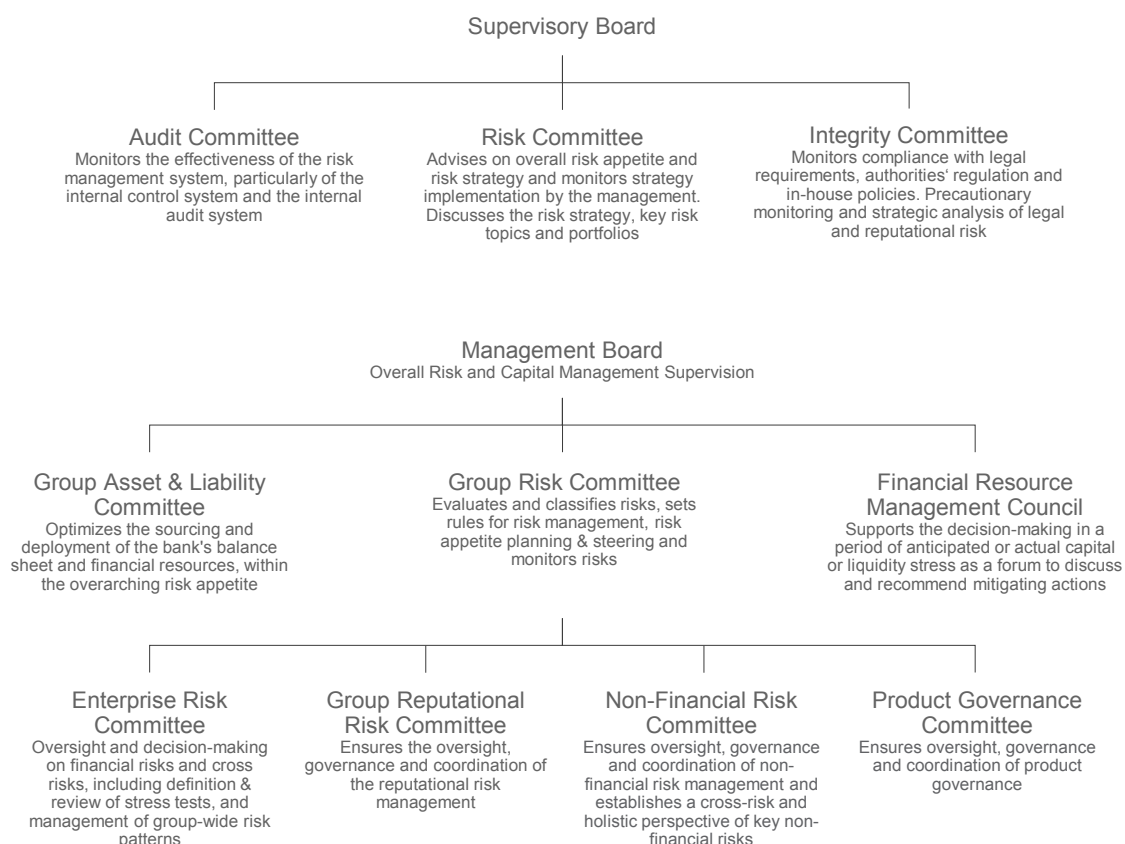 Supervisory Board
Audit Committee
Monitors the effectiveness of the risk
management system, particularly of the
internal control system and the internal
audit system
Risk Committee
Advises on overall risk appetite and
risk strategy and monitors strategy
implementation by the management.
Discusses the risk strategy, key risk
topics and portfolios
Integrity Committee
Monitors compliance with legal
requirements, authorities‘ regulation and
in-house policies. Precautionary
monitoring and strategic analysis of legal
and reputational risk
Management Board
Overall Risk and Capital Management Supervision
Group Asset & Liability
Committee
Optimizes the sourcing and
deployment of the bank's balance
sheet and financial resources, within
the overarching risk appetite
Group Risk Committee
Evaluates and classifies risks, sets
rules for risk management, risk
appetite planning & steering and
monitors risks
Financial Resource
Management Council
Supports the decision-making in a
period of anticipated or actual capital
or liquidity stress as a forum to discuss
and recommend mitigating actions
Enterprise Risk
Committee
Oversight and decision-making
on financial risks and cross
risks, including definition &
review of stress tests, and
management of group-wide risk
patterns
Group Reputational
Risk Committee
Ensures the oversight,
governance and coordination of
the reputational risk
management
Non-Financial Risk
Committee
Ensures oversight, governance
and coordination of non-
financial risk management and
establishes a cross-risk and
holistic perspective of key non-
financial risks
Product Governance
Committee
Ensures oversight, governance
and coordination of product
governance